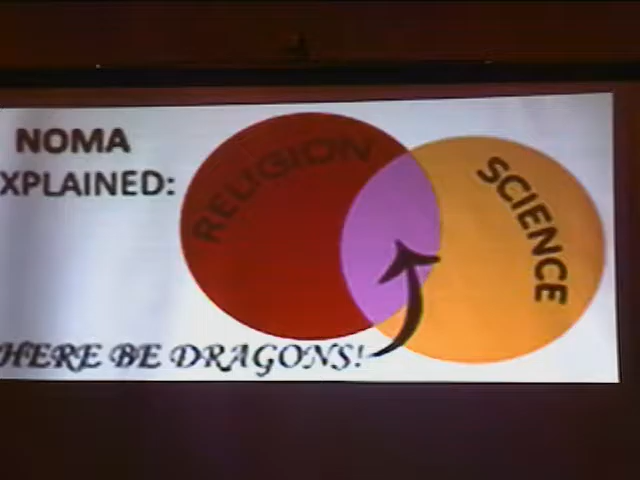 NOMA
XPLAINED:
RELIGION
SCIENCE
HERE BE DRAGONS!